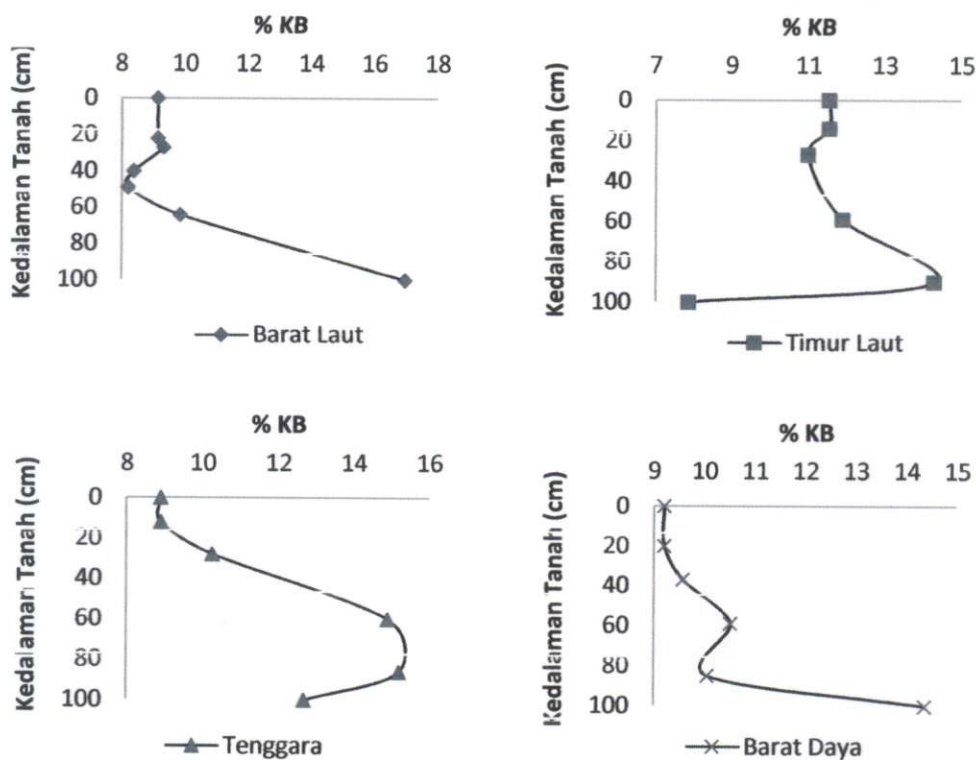 % KB
8 10 12 14 16 18
Kedalaman Tanah (cm)
0
20
40
60
80
100
Barat Laut
% KB
7 9 11 13 15
Kedalaman Tanah (cm)
0
20
40
60
80
100
Timur Laut
% KB
8 10 12 14 16
Kedalaman Tanah (cm)
0
20
40
60
80
100
Tenggara
% KB
9 10 11 12 13 14 15
Kedalaman Tanah (cm)
0
20
40
60
80
100
Barat Daya